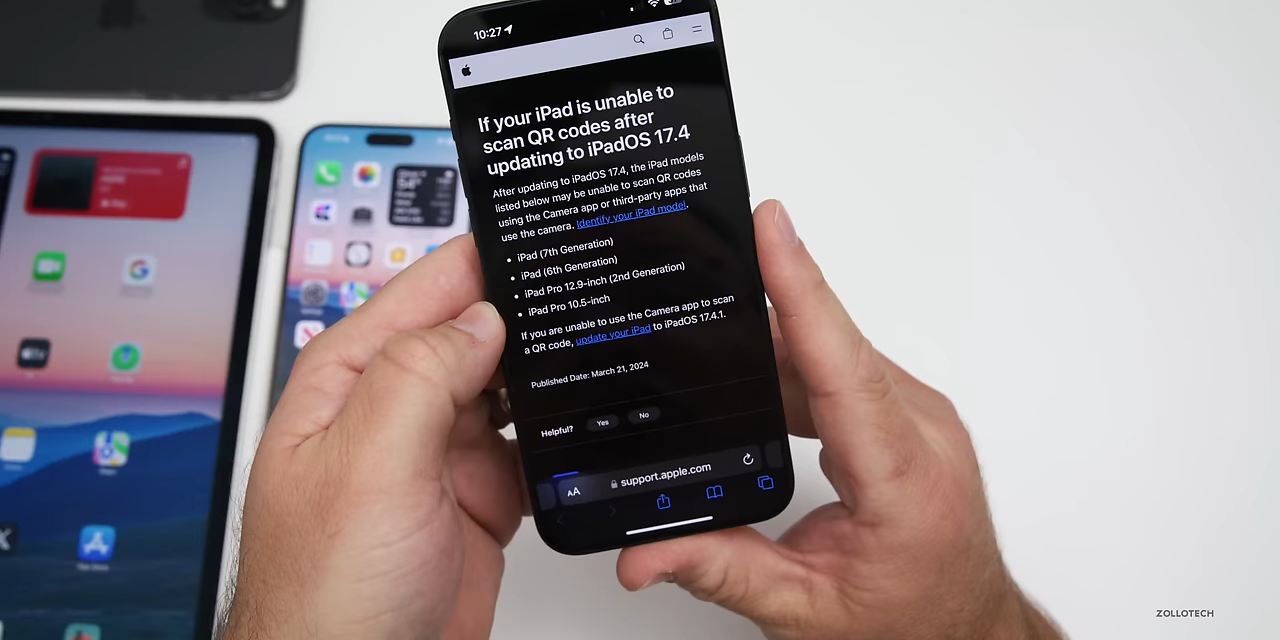 10:27
If your iPad is unable to
scan QR codes after
updating to iPadOS 17.4
After updating to iPadOS 17.4, the iPad models
listed below may be unable to scan QR codes
using the Camera app or third-party apps that
use the camera. Identify your iPad model.
• iPad (7th Generation)
• iPad (6th Generation)
• iPad Pro 12.9-inch (2nd Generation)
• iPad Pro 10.5-inch
If you are unable to use the Camera app to scan
a QR code, update your iPad to iPadOS 17.4.1.
Published Date: March 21, 2024
Helpful?
Yes
No
AA
support.apple.com
ZOLLOTECH